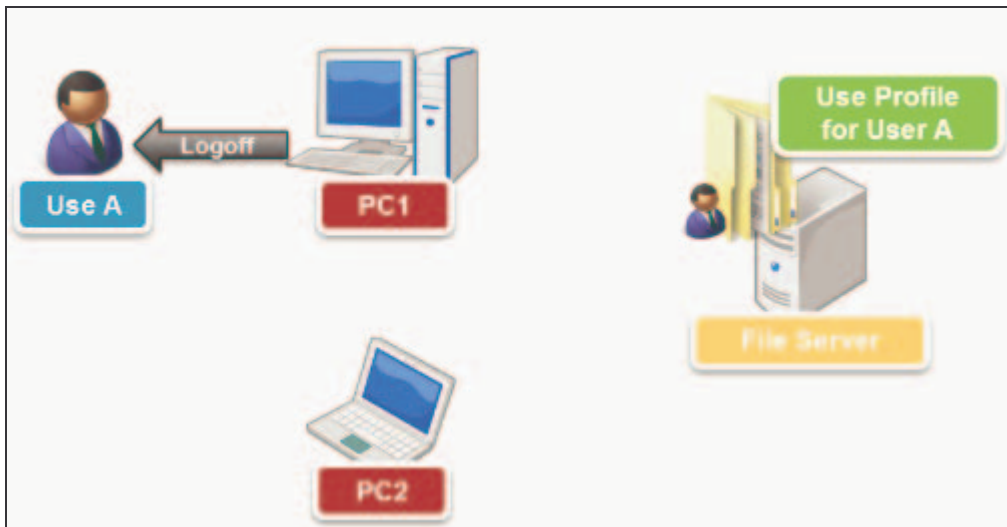 Use Profile
for User A
Logoff
Use A
PC1
File Server
PC2